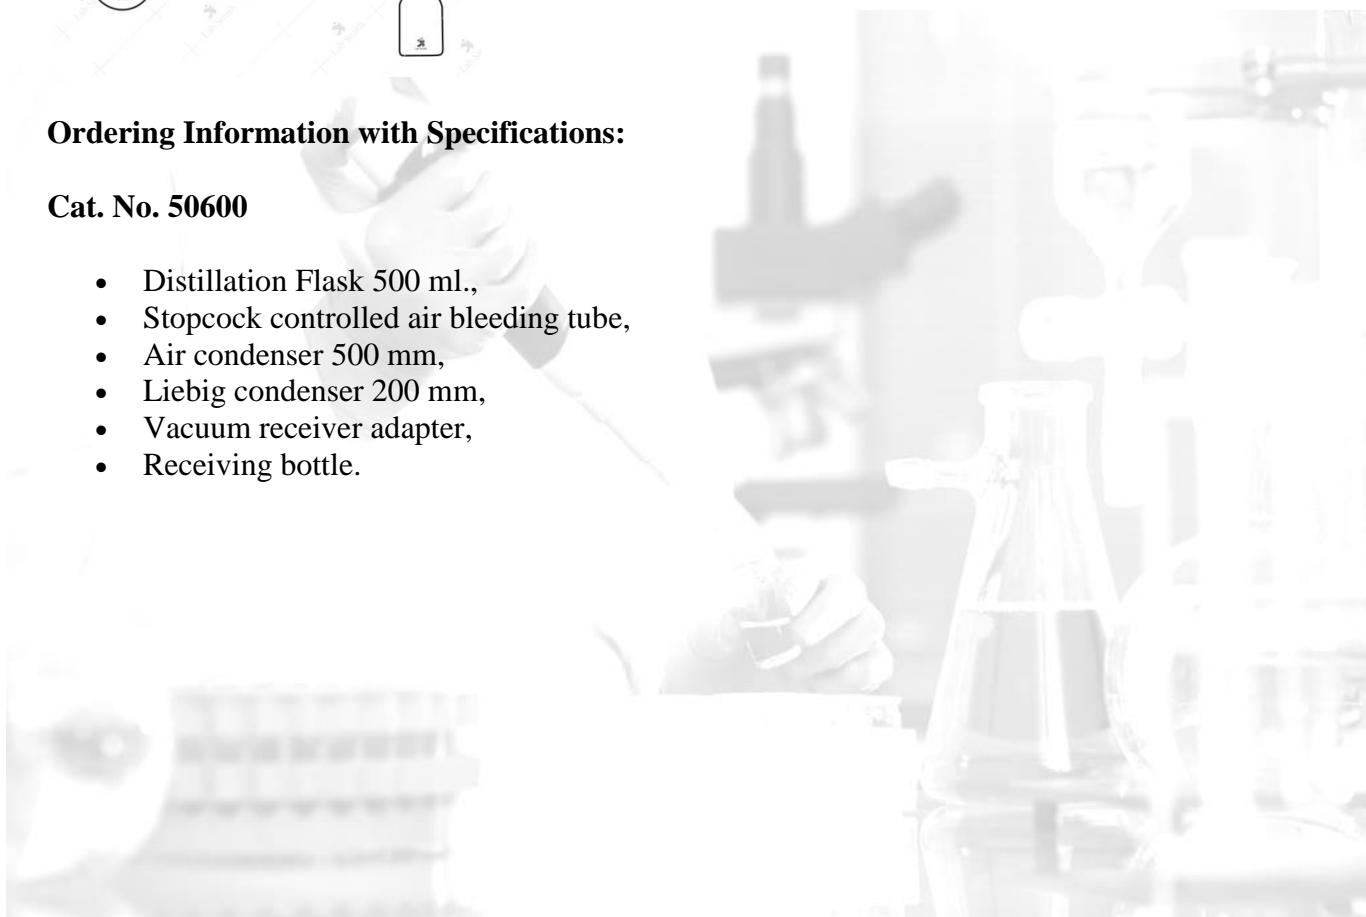 Ordering Information with Specifications:
Cat. No. 50600
• Distillation Flask 500 ml.,
• Stopcock controlled air bleeding tube,
• Air condenser 500 mm,
• Liebig condenser 200 mm,
• Vacuum receiver adapter,
• Receiving bottle.